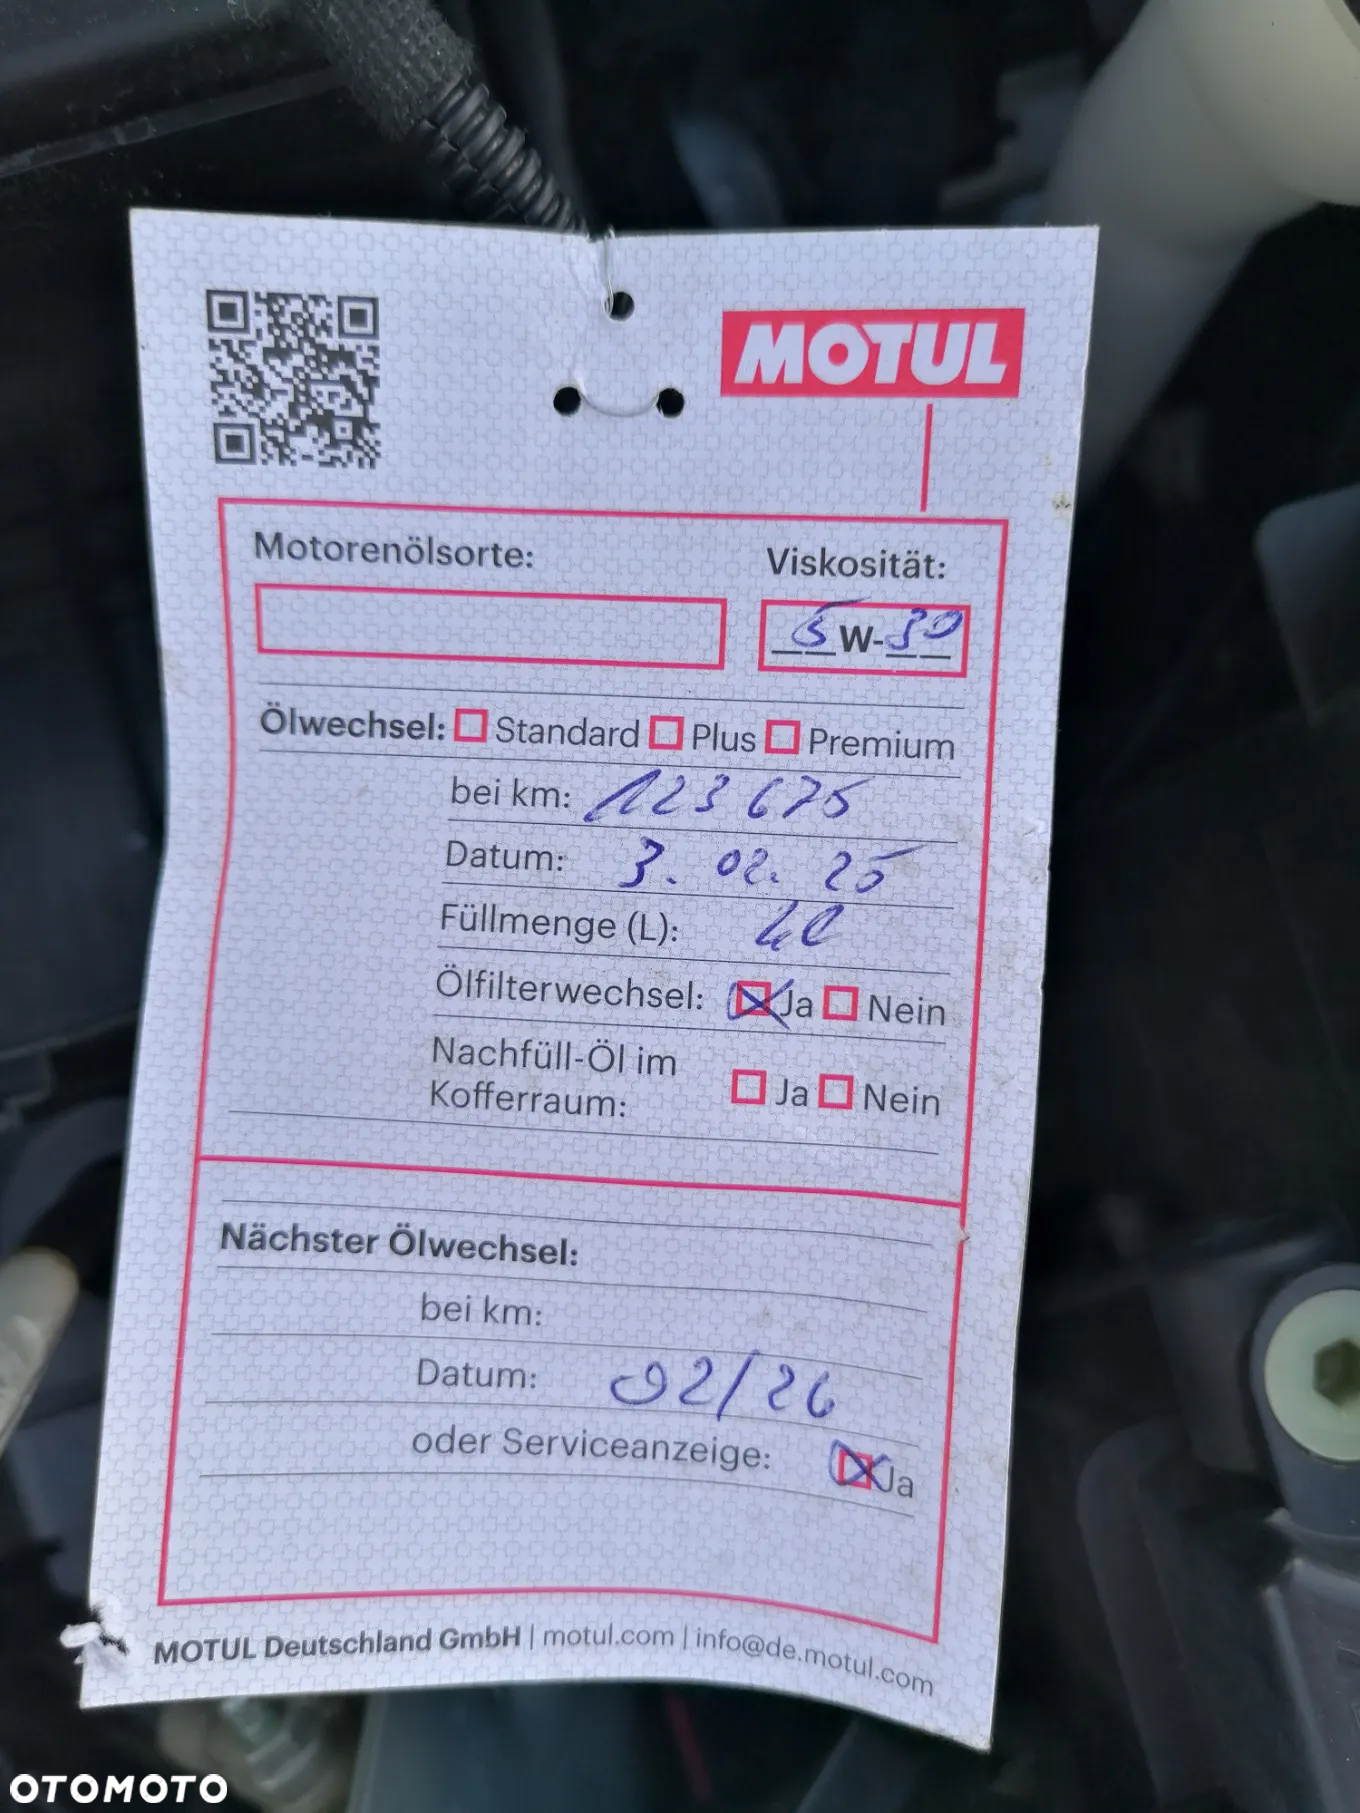 MOTUL
Motorenölsorte: Viskosität:
5W-30
Ölwechsel: Standard Plus Premium
bei km: 123 675
Datum: 3. 02. 25
Füllmenge (L):
Ölfilterwechsel: Ja Nein
Nachfüll-Öl im
Kofferraum: Ja Nein
Nächster Ölwechsel:
bei km:
Datum: 02/26
oder Serviceanzeige: Ja
MOTUL Deutschland GmbH | motul.com | info@de.motul.com
OTOMOTO